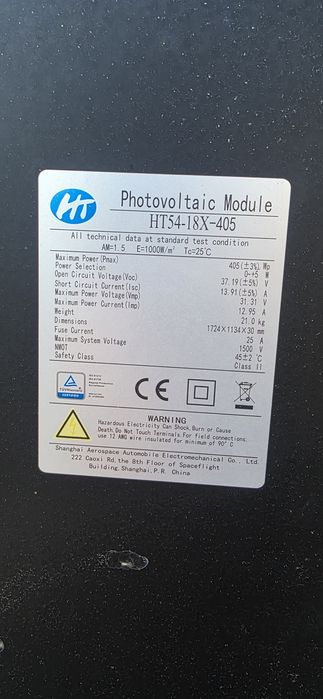 HT
Photovoltaic Module
HT54-18X-405
All technical data at standard test condition
AM=1.5 E=1000W/m² Tc=25℃
Maximum Power(Pmax) 405(±3%) Wp
Power Selection 0~+5 W
Open Circuit Voltage(Voc) 37.19(±5%) V
Short Circuit Current(Isc) 13.91(±5%) A
Maximum Power Voltage(Vmp) 31.31 V
Maximum Power Current(Imp) 12.95 A
Weight 21.0 kg
Dimensions 1724×1134×30 mm
Fuse Current 25 A
Maximum System Voltage 1500 V
NMOT 45±2 ℃
Safety Class Class II
CE
WARNING
Hazardous Electricity Can Shock, Burn or Cause
Death, Do Not Touch Terminals. For field connections,
use 12 AWG wire insulated for minimum of 90°C
Shanghai Aerospace Automobile Electromechanical Co., Ltd.
222 Caoxi Rd, the 8th Floor of Spaceflight
Building, Shanghai, P.R. China